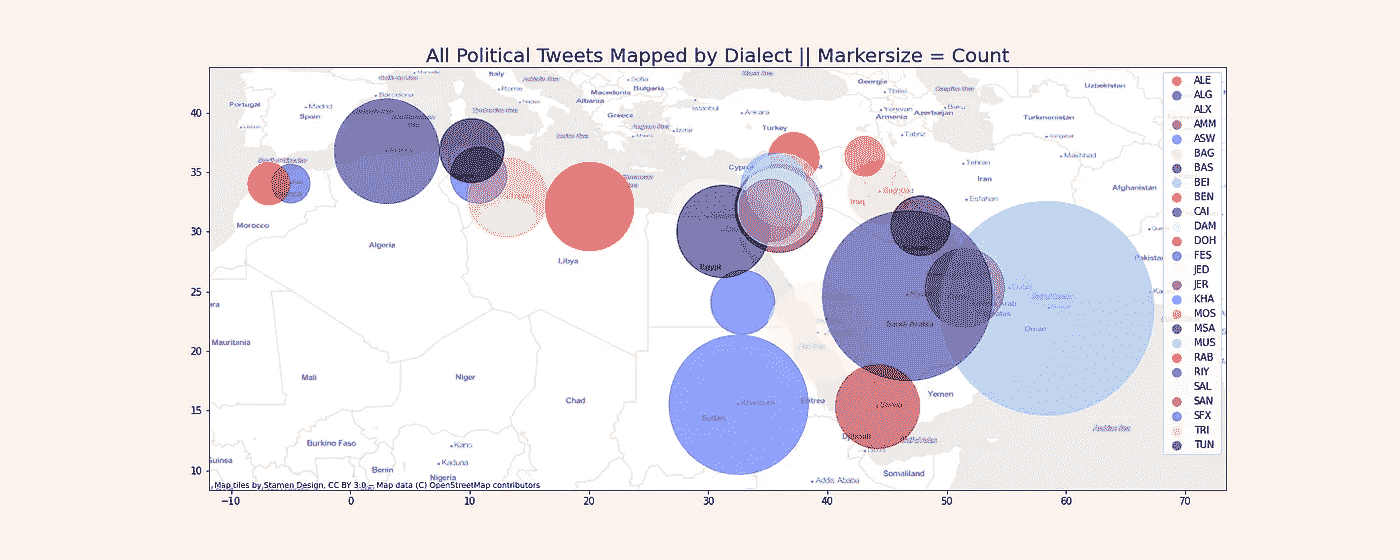 All Political Tweets Mapped by Dialect || Markersize = Count
Italy
Rome
Sofia
Bulgaria
Macedonia
Albania
Greece
Istanbul
Izmir
Ankara
Turkey
Georgia
Yerevan
Armenia
Azerbaijan
Baku
Tabriz
Uzbekistan
Turkmenistan
Ashgabat
Mashhad
Tehran
Iran
Esfahan
Afghanistan
Portugal
Lisbon
Madrid
Spain
Barcelona
Morocco
Algeria
Libya
Egypt
Iraq
Baghdad
Saudi Arabia
Oman
Yemen
Sanaa
Mauritania
Mali
Niger
Chad
Sudan
Khartoum
Eritrea
Djibouti
Somaliland
Addis Ababa
Burkina Faso
Benin
Kano
Kaduna
Nigeria
Map tiles by Stamen Design, CC BY 3.0 -- Map data (C) OpenStreetMap contributors
40
35
30
25
20
15
10
−10
0
10
20
30
40
50
60
70
ALE
ALG
ALX
AMM
ASW
BAG
BAS
BEI
BEN
CAI
DAM
DOH
FES
JED
JER
KHA
MOS
MSA
MUS
RAB
RIY
SAL
SAN
SFX
TRI
TUN